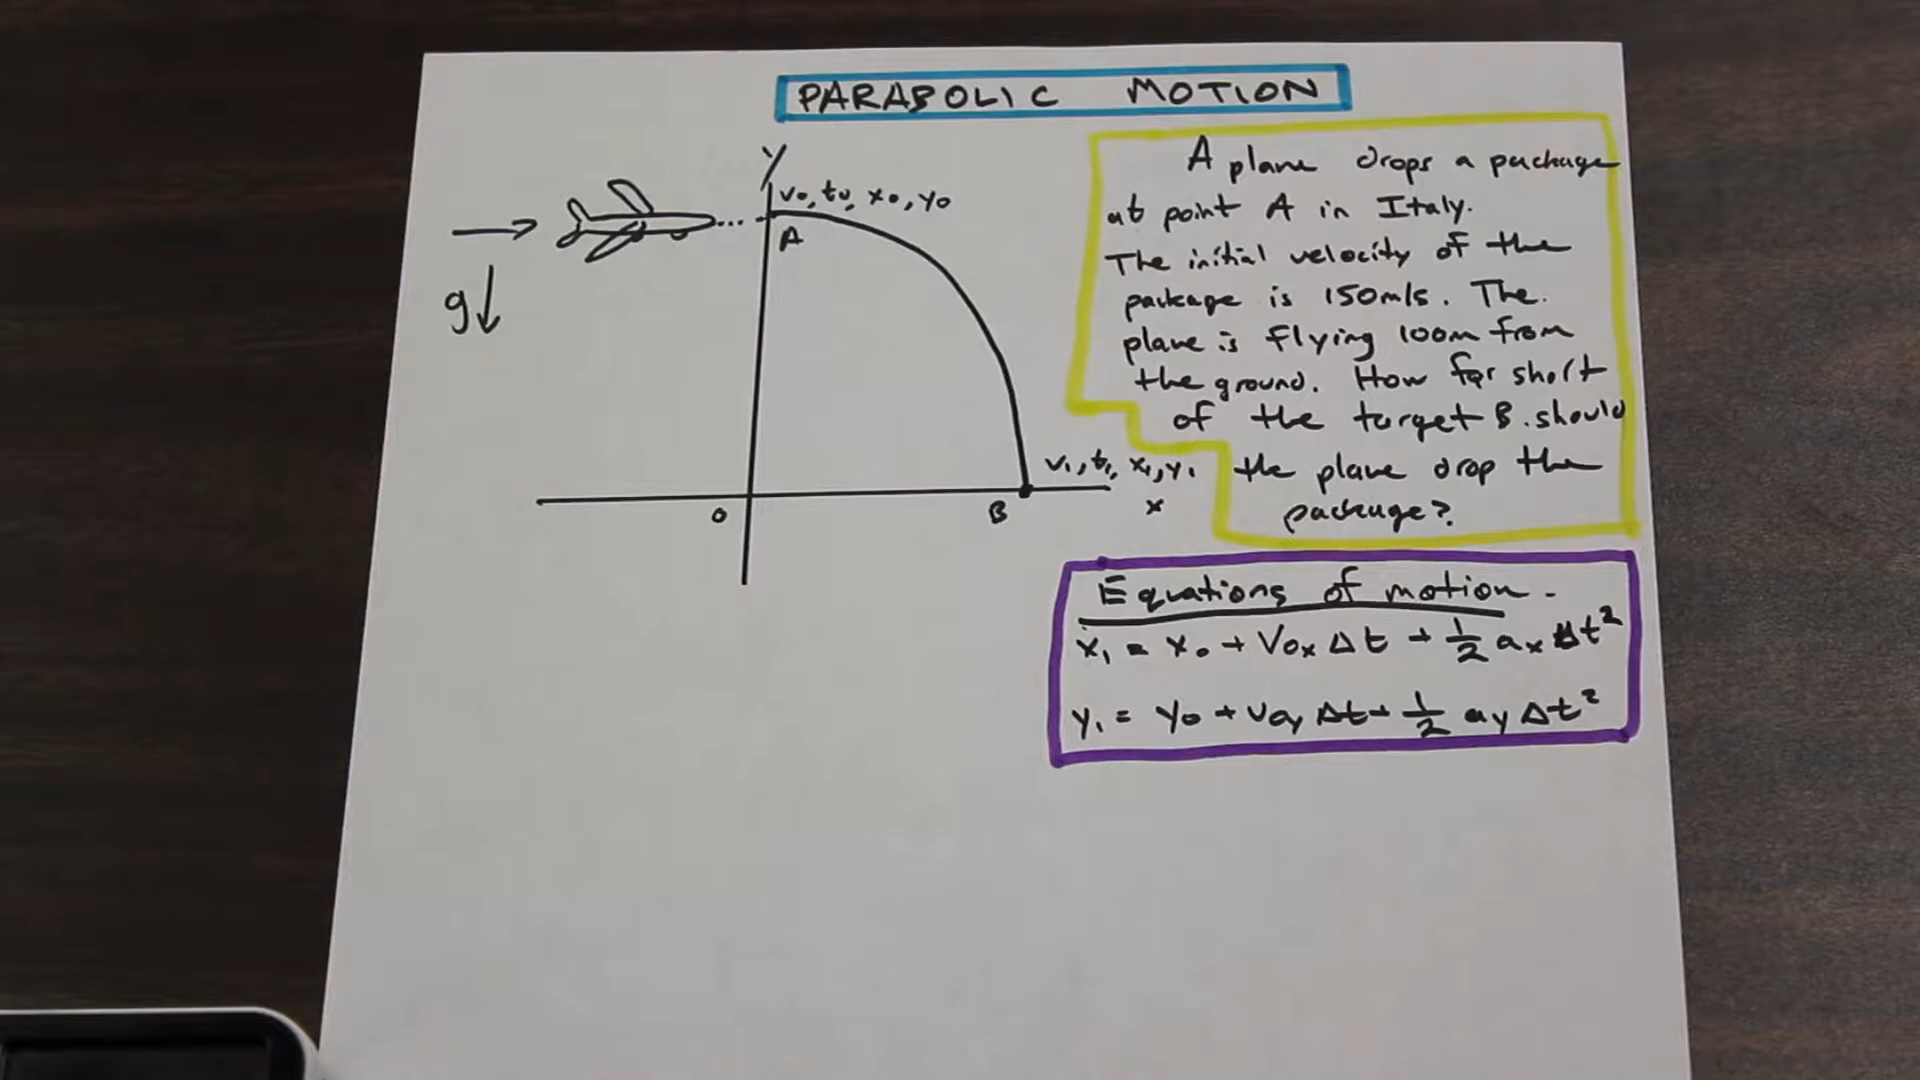 PARABOLIC MOTION
Y
v₀, t₀, x₀, y₀
A
g
A plane drops a package
at point A in Italy.
The initial velocity of the
package is 150m/s. The.
plane is flying 100m from
the ground. How far short
of the target B. should
the plane drop the
package?
v₁, t₁, x₁, y₁
O
B
x
Equations of motion.
x₁ = x₀ + V₀ₓ Δt + 1/2 aₓ Δt²
y₁ = y₀ + v₀y Δt + 1/2 ay Δt²